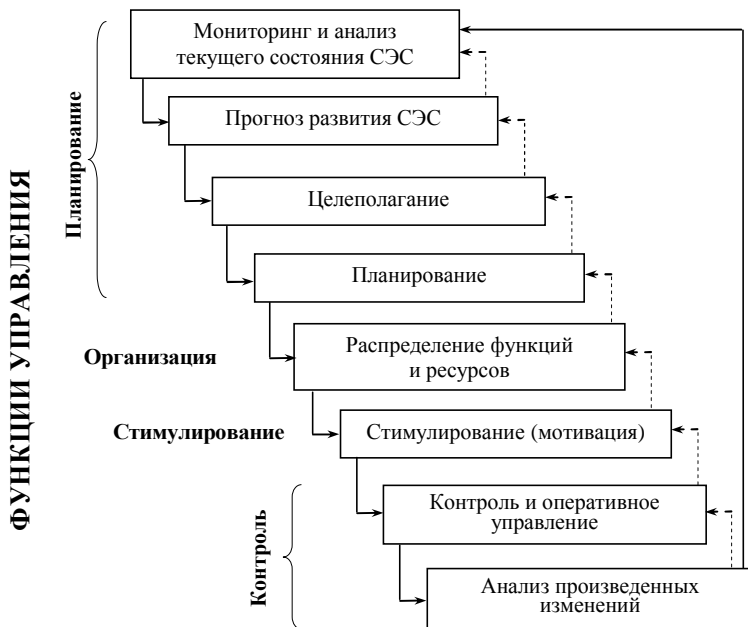 ФУНКЦИИ УПРАВЛЕНИЯ
Планирование
Мониторинг и анализ
текущего состояния СЭС
Прогноз развития СЭС
Целеполагание
Планирование
Организация
Распределение функций
и ресурсов
Стимулирование
Стимулирование (мотивация)
Контроль
Контроль и оперативное
управление
Анализ произведенных
изменений